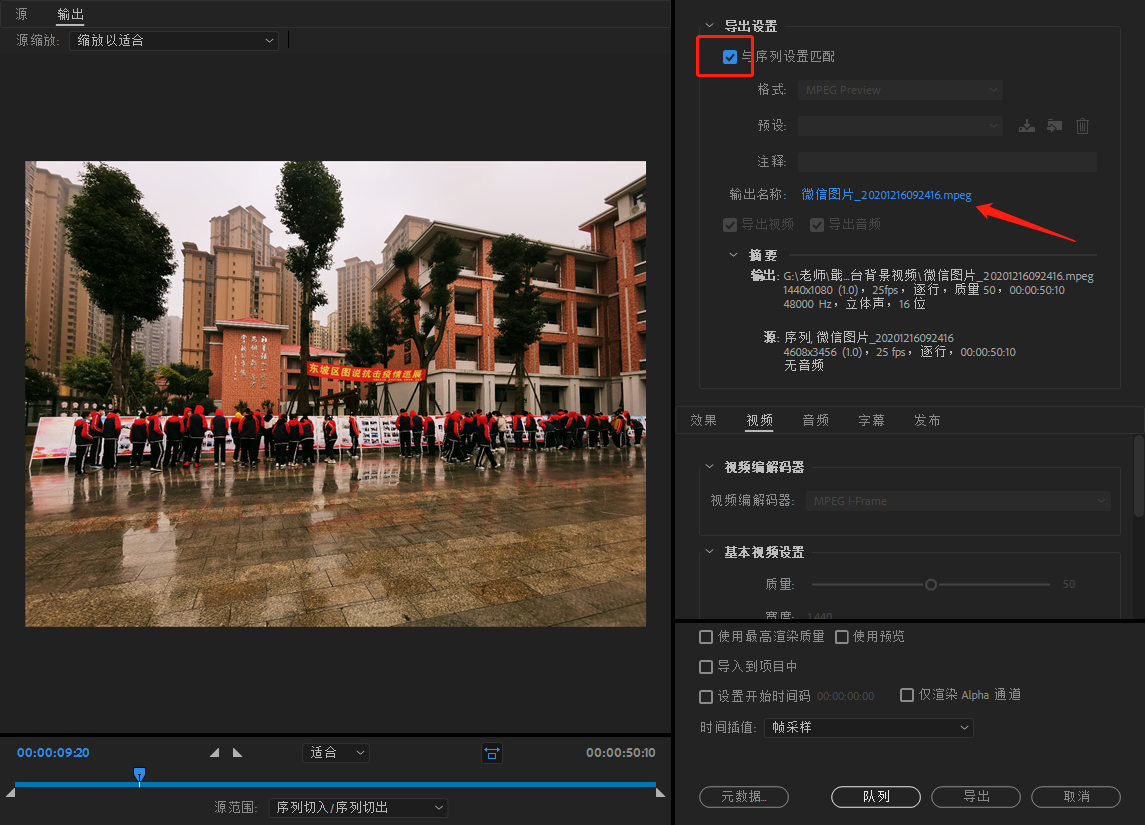 源
输出
源缩放:
缩放以适合
东坡区图说抗击疫情巡展
00:00:09:20
适合
00:00:50:10
源范围:
序列切入/序列切出
导出设置
与序列设置匹配
格式:
MPEG Preview
预设:
注释:
输出名称:
微信图片_20201216092416.mpeg
导出视频
导出音频
摘要
输出:
G:\老师\戢...台背景视频\微信图片_20201216092416.mpeg
1440x1080 (1.0)，25fps，逐行，质量 50，00:00:50:10
48000 Hz，立体声，16 位
源:
序列, 微信图片_20201216092416
4608x3456 (1.0)，25 fps，逐行，00:00:50:10
无音频
效果
视频
音频
字幕
发布
视频编解码器
视频编解码器:
MPEG I-Frame
基本视频设置
质量:
50
宽度:
1,440
使用最高渲染质量
使用预览
导入到项目中
设置开始时间码
00:00:00:00
仅渲染 Alpha 通道
时间插值:
帧采样
元数据...
队列
导出
取消